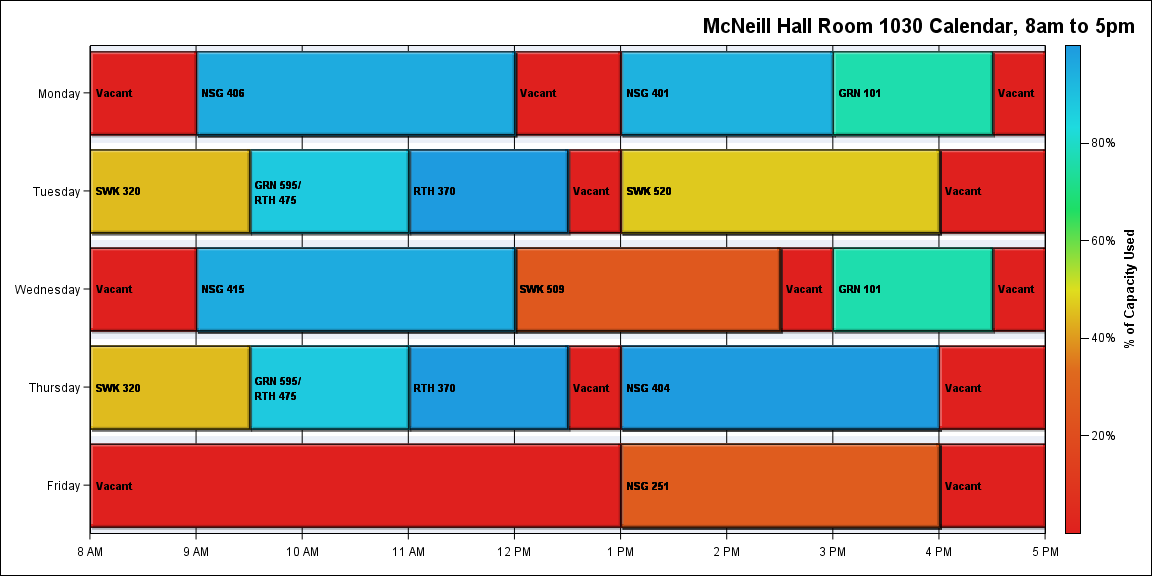 McNeill Hall Room 1030 Calendar, 8am to 5pm
Monday
Vacant
NSG 406
Vacant
NSG 401
GRN 101
Vacant
Tuesday
SWK 320
GRN 595/
RTH 475
RTH 370
Vacant
SWK 520
Vacant
Wednesday
Vacant
NSG 415
SWK 509
Vacant
GRN 101
Vacant
Thursday
SWK 320
GRN 595/
RTH 475
RTH 370
Vacant
NSG 404
Vacant
Friday
Vacant
NSG 251
Vacant
8 AM
9 AM
10 AM
11 AM
12 PM
1 PM
2 PM
3 PM
4 PM
5 PM
80%
60%
40%
20%
% of Capacity Used